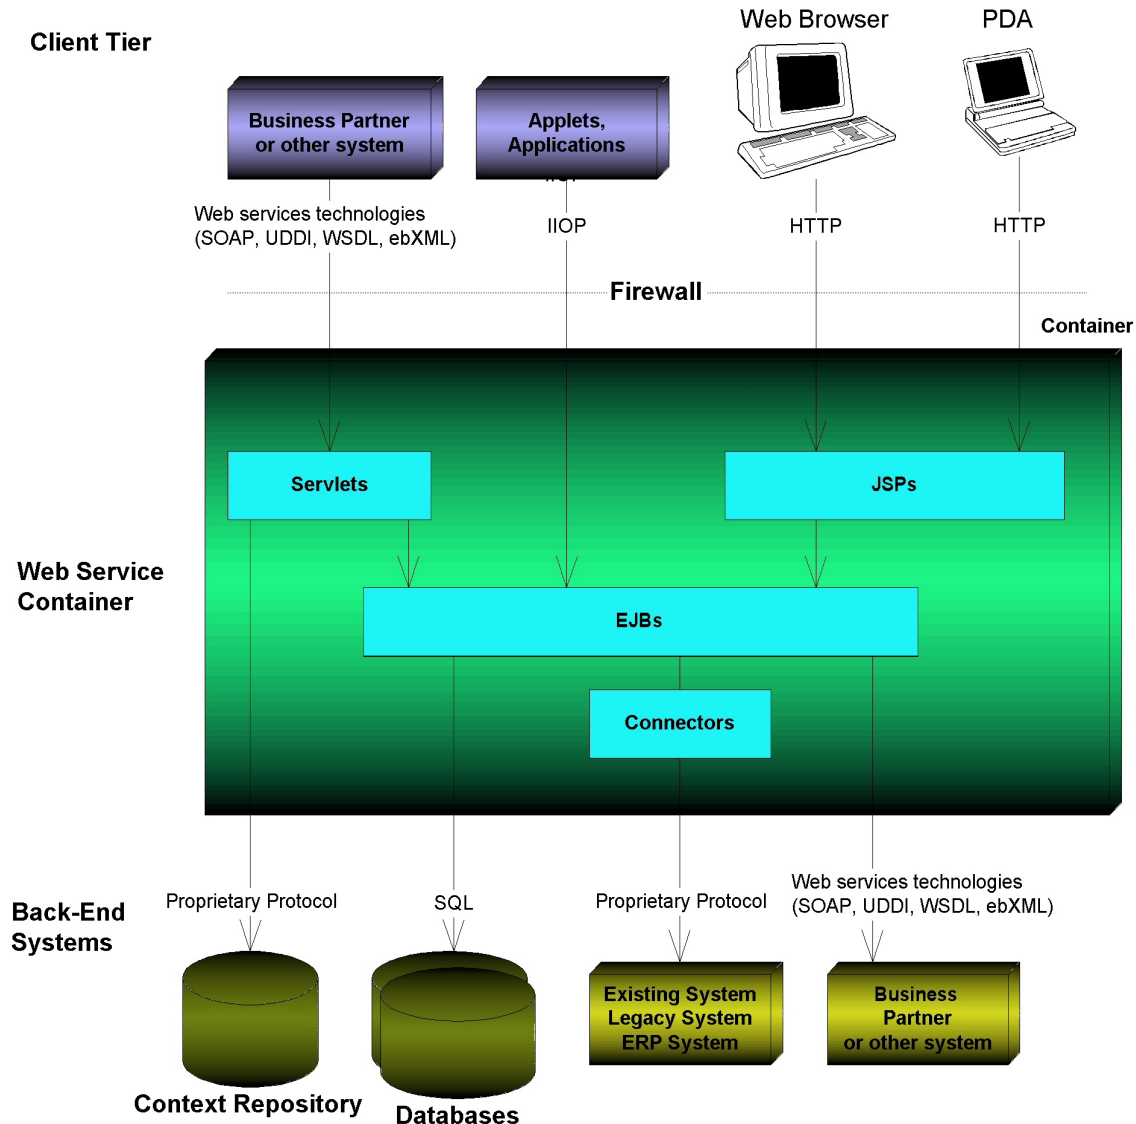 Web Browser
PDA
Client Tier
Business Partner
or other system
Applets,
Applications
Web services technologies
(SOAP, UDDI, WSDL, ebXML)
IIOP
HTTP
HTTP
Firewall
Container
Servlets
JSPs
Web Service
Container
EJBs
Connectors
Back-End
Systems
Proprietary Protocol
SQL
Proprietary Protocol
Web services technologies
(SOAP, UDDI, WSDL, ebXML)
Existing System
Legacy System
ERP System
Business
Partner
or other system
Context Repository
Databases